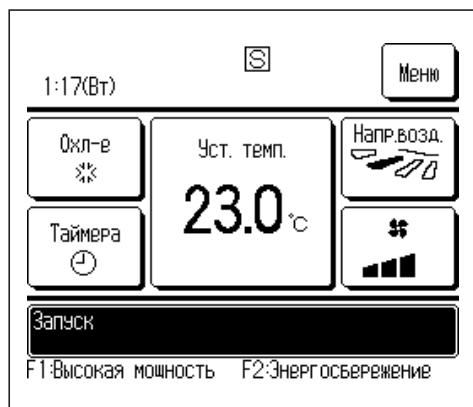 S
1:17(Вт)
Меню
Охл-е
Уст. темп.
Напр.возд.
23.0 °C
Таймера
Запуск
F1:Высокая мощность F2:Энергосбережение